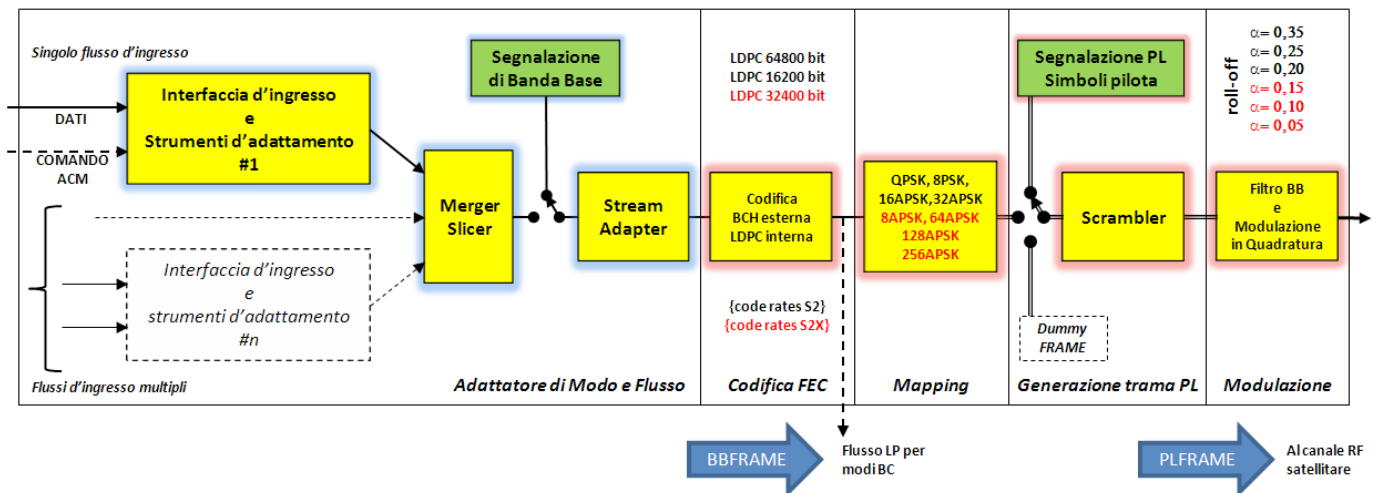 Singolo flusso d'ingresso
DATI
COMANDO
ACM
Interfaccia d'ingresso
e
Strumenti d'adattamento
#1
Interfaccia d'ingresso
e
strumenti d'adattamento
#n
Flussi d'ingresso multipli
Segnalazione
di Banda Base
Merger
Slicer
Stream
Adapter
Adattatore di Modo e Flusso
LDPC 64800 bit
LDPC 16200 bit
LDPC 32400 bit
Codifica
BCH esterna
LDPC interna
{code rates S2}
{code rates S2X}
Codifica FEC
QPSK, 8PSK,
16APSK,32APSK
8APSK, 64APSK
128APSK
256APSK
Mapping
Segnalazione PL
Simboli pilota
Scrambler
Dummy
FRAME
Generazione trama PL
roll-off
α= 0,35
α= 0,25
α= 0,20
α= 0,15
α= 0,10
α= 0,05
Filtro BB
e
Modulazione
in Quadratura
Modulazione
BBFRAME
Flusso LP per
modi BC
PLFRAME
Al canale RF
satellitare